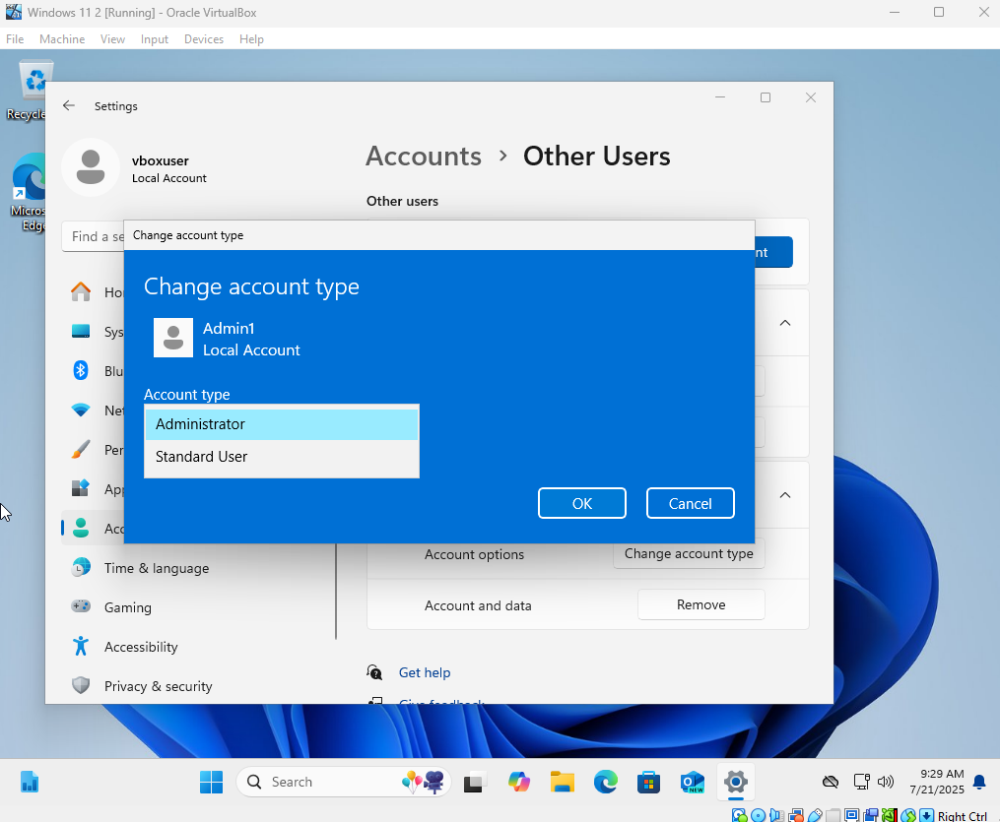 Windows 11 2 [Running] - Oracle VirtualBox
File Machine View Input Devices Help
Recycle
Settings
vboxuser
Local Account
Accounts › Other Users
Other users
Micros
Edge
Find a se
Change account type
nt
Change account type
Admin1
Local Account
Account type
Administrator
Standard User
OK
Cancel
Ho
Sys
Blu
Net
Per
App
Acc
Account options
Change account type
Time & language
Account and data
Remove
Gaming
Accessibility
Get help
Privacy & security
Give feedback
Search
NEW
9:29 AM
7/21/2025
Right Ctrl